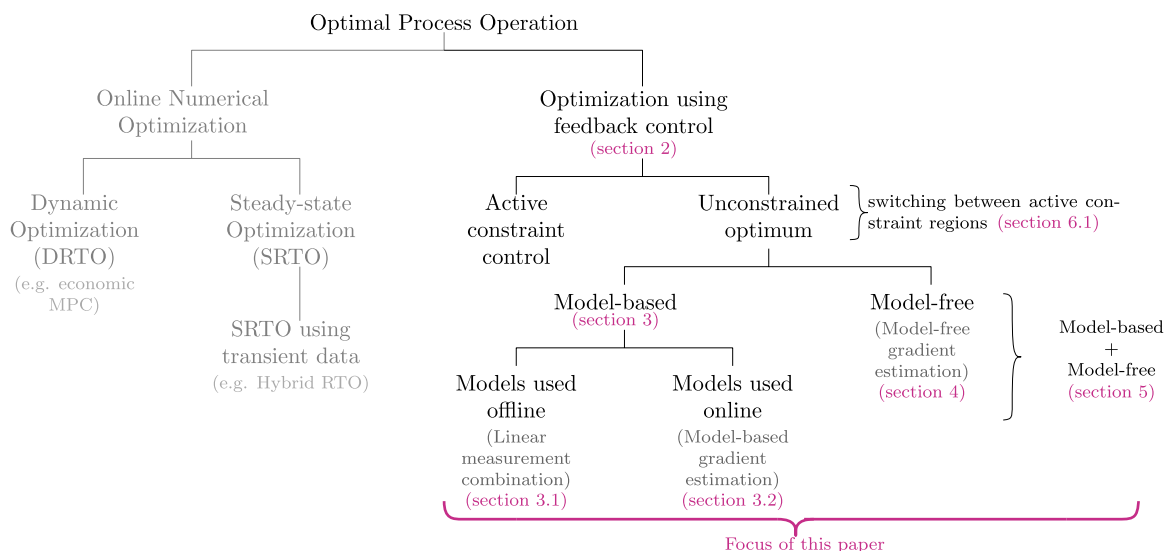 Optimal Process Operation
Online Numerical
Optimization
Optimization using
feedback control
(section 2)
Dynamic
Optimization
(DRTO)
(e.g. economic
MPC)
Steady-state
Optimization
(SRTO)
SRTO using
transient data
(e.g. Hybrid RTO)
Active
constraint
control
Unconstrained
optimum
switching between active con-
straint regions (section 6.1)
Model-based
(section 3)
Model-free
(Model-free
gradient
estimation)
(section 4)
Model-based
+
Model-free
(section 5)
Models used
offline
(Linear
measurement
combination)
(section 3.1)
Models used
online
(Model-based
gradient
estimation)
(section 3.2)
Focus of this paper